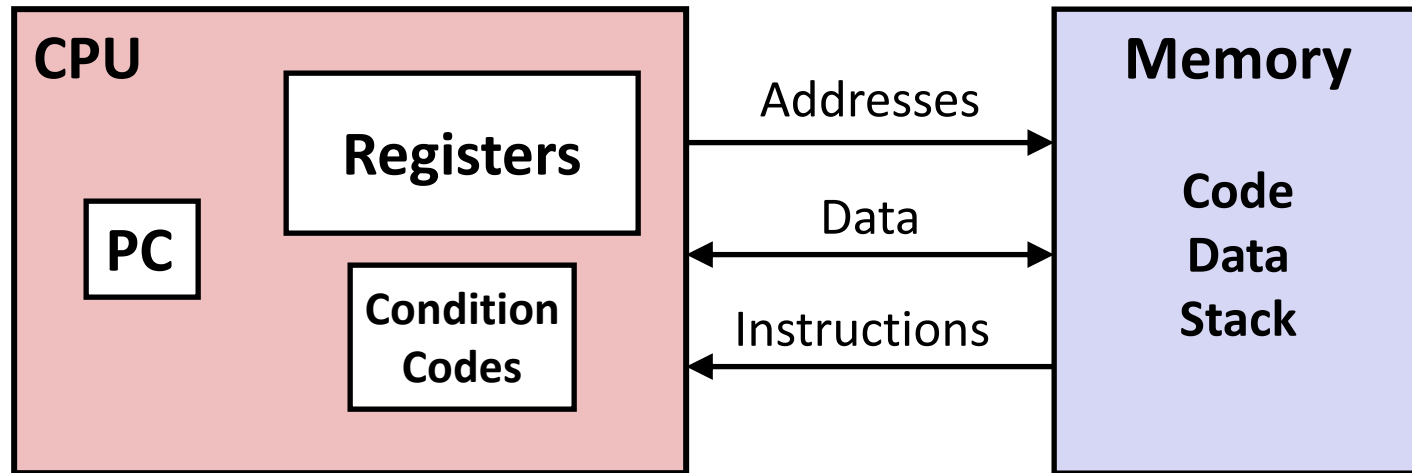 CPU
Registers
PC
Condition
Codes
Addresses
Data
Instructions
Memory
Code
Data
Stack